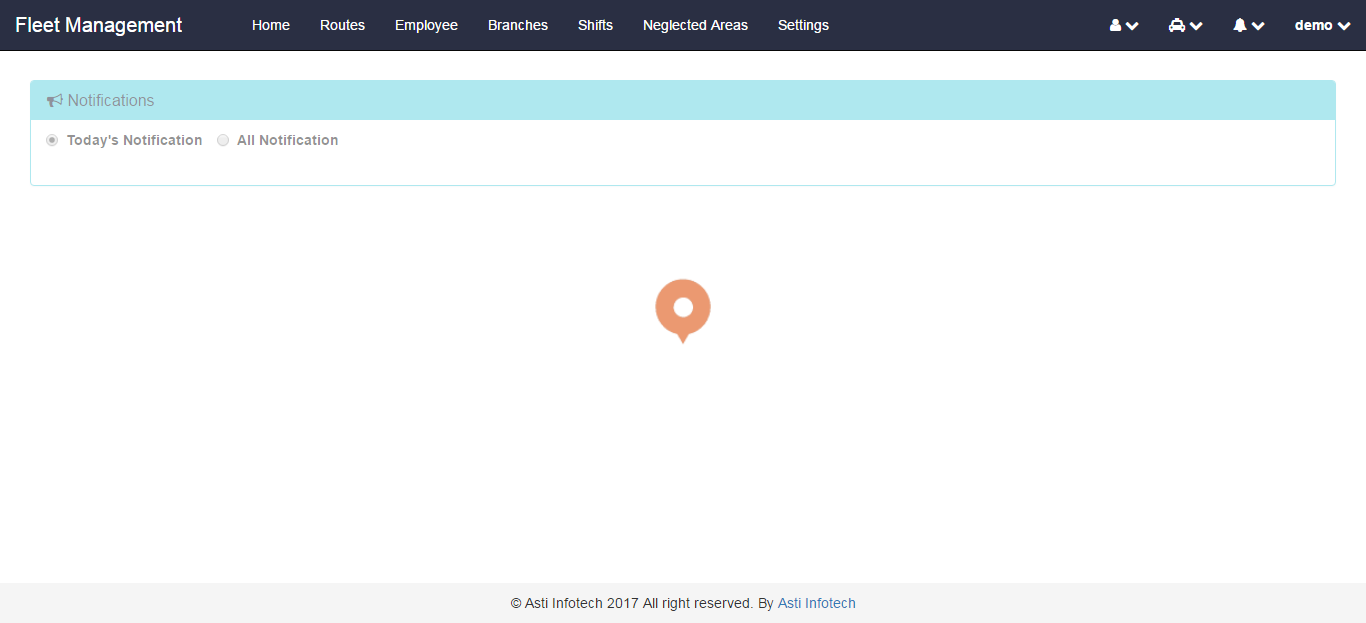 Fleet Management Home Routes Employee Branches Shifts Neglected Areas Settings demo
Notifications
Today's Notification All Notification
© Asti Infotech 2017 All right reserved. By Asti Infotech